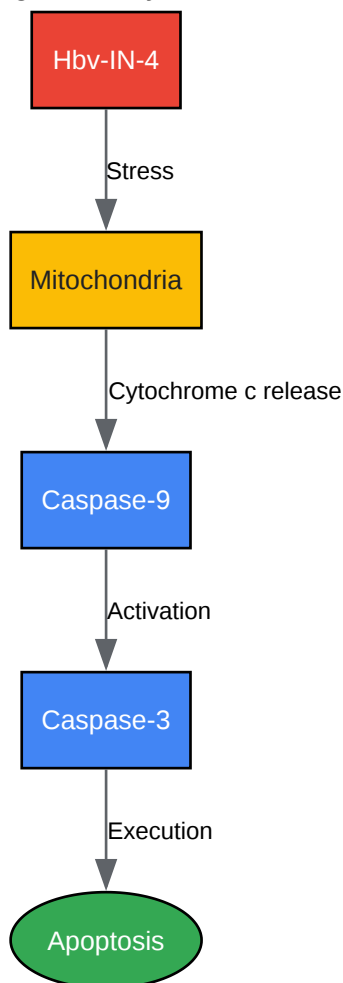 Hbv-IN-4
Stress
Mitochondria
Cytochrome c release
Caspase-9
Activation
Caspase-3
Execution
Apoptosis